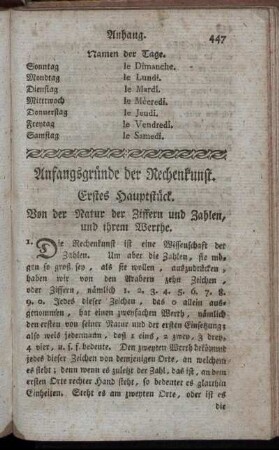 Anhang. 447
Namen der Tage.
Sonntag le Dimanche.
Mondtag le Lundi.
Dienstag le Mardi.
Mittwoch le Mécredi.
Donnerstag le Jeudi.
Freytag le Vendredi.
Samstag le Samedi.
Anfangsgründe der Rechenkunst.
Erstes Hauptstück.
Von der Natur der Ziffern und Zahlen,
und ihrem Werthe.
1. Die Rechenkunst ist eine Wissenschaft der
Zahlen. Um aber die Zahlen, sie mö-
gen so gross sey, als sie wollen, auszudrücken,
haben wir von den Arabern zehn Zeichen,
oder Ziffern, nämlich 1. 2. 3. 4. 5. 6. 7. 8.
9. 0. Jedes dieser Zeichen, das 0 allein aus-
genommen, hat einen zweyfachen Werth, nämlich
den ersten von seiner Natur und der ersten Einsetzung;
also weis jedermann, daß 1 eins, 2 zwey, 3 drey,
4 vier, u. s. f. bedeute. Den zweyten Werth bekömmt
jedes dieser Zeichen von demjenigen Orte, an welchem
es steht; denn wenn es zuletzt der Zahl, das ist, an dem
ersten Orte rechter Hand steht, so bedeutet es glatthin
Einheiten. Steht es am zweyten Orte, oder ist es
die